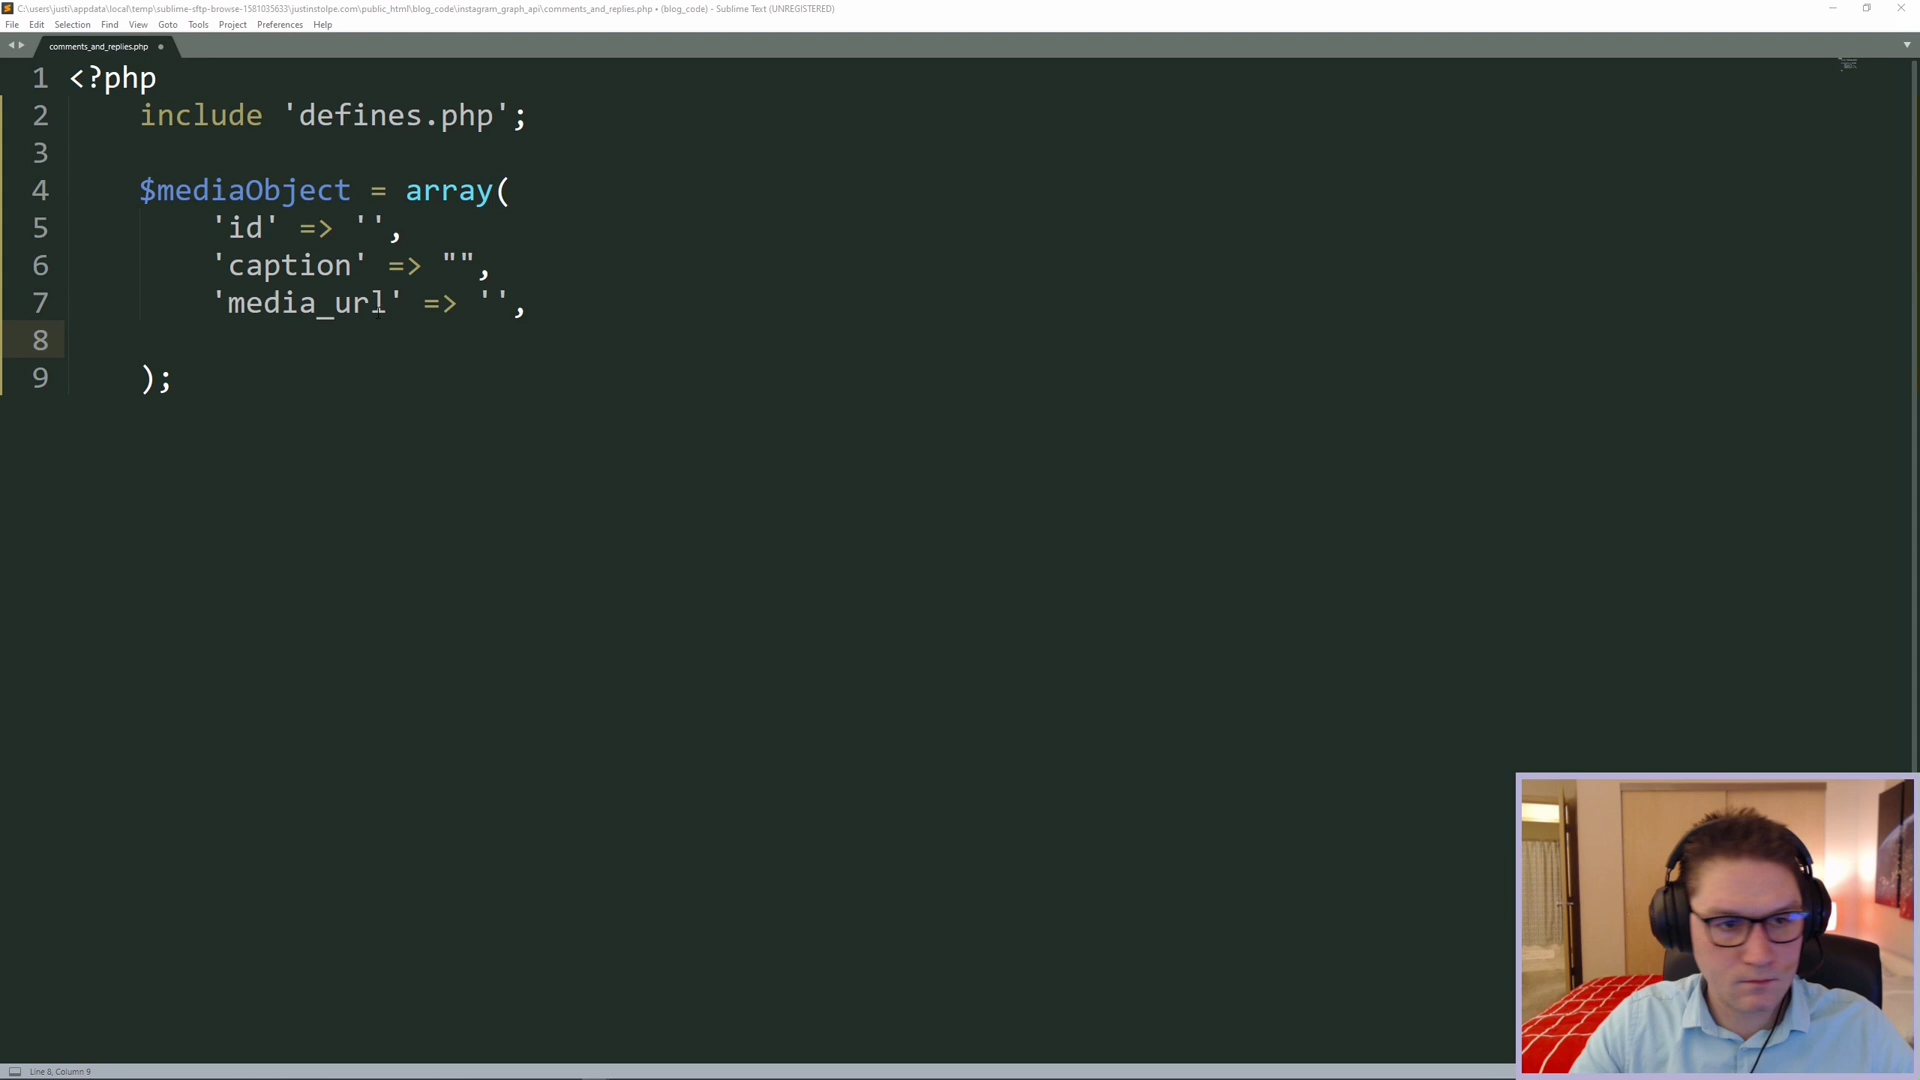 C:\users\justi\appdata\local\temp\sublime-sftp-browse-1581035633\justinstolpe.com\public_html\blog_code\instagram_graph_api\comments_and_replies.php • (blog_code) - Sublime Text (UNREGISTERED)
File Edit Selection Find View Goto Tools Project Preferences Help
comments_and_replies.php
1 <?php
2 include 'defines.php';
3
4 $mediaObject = array(
5 'id' => '',
6 'caption' => "",
7 'media_url' => '',
8
9 );
Line 8, Column 9